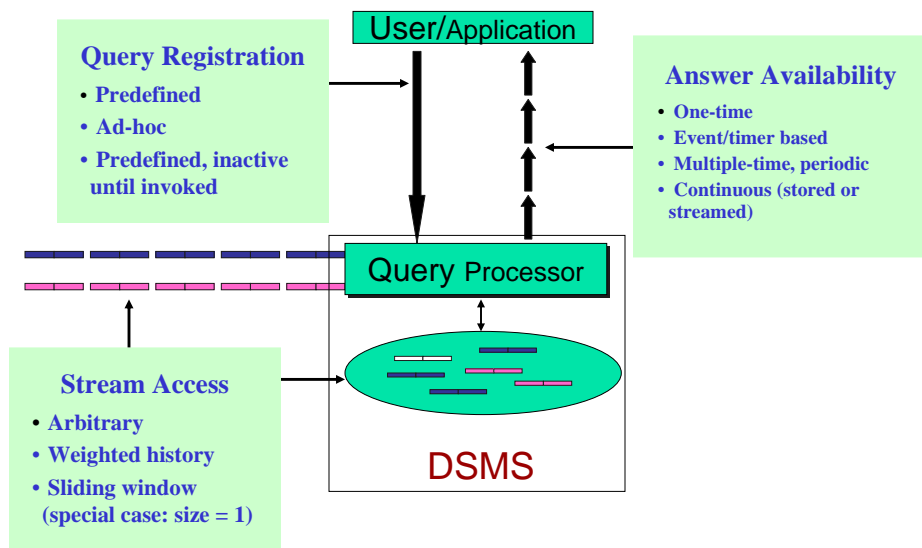 User/Application
Query Registration
• Predefined
• Ad-hoc
• Predefined, inactive
until invoked
Answer Availability
• One-time
• Event/timer based
• Multiple-time, periodic
• Continuous (stored or
streamed)
Query Processor
Stream Access
• Arbitrary
• Weighted history
• Sliding window
(special case: size = 1)
DSMS